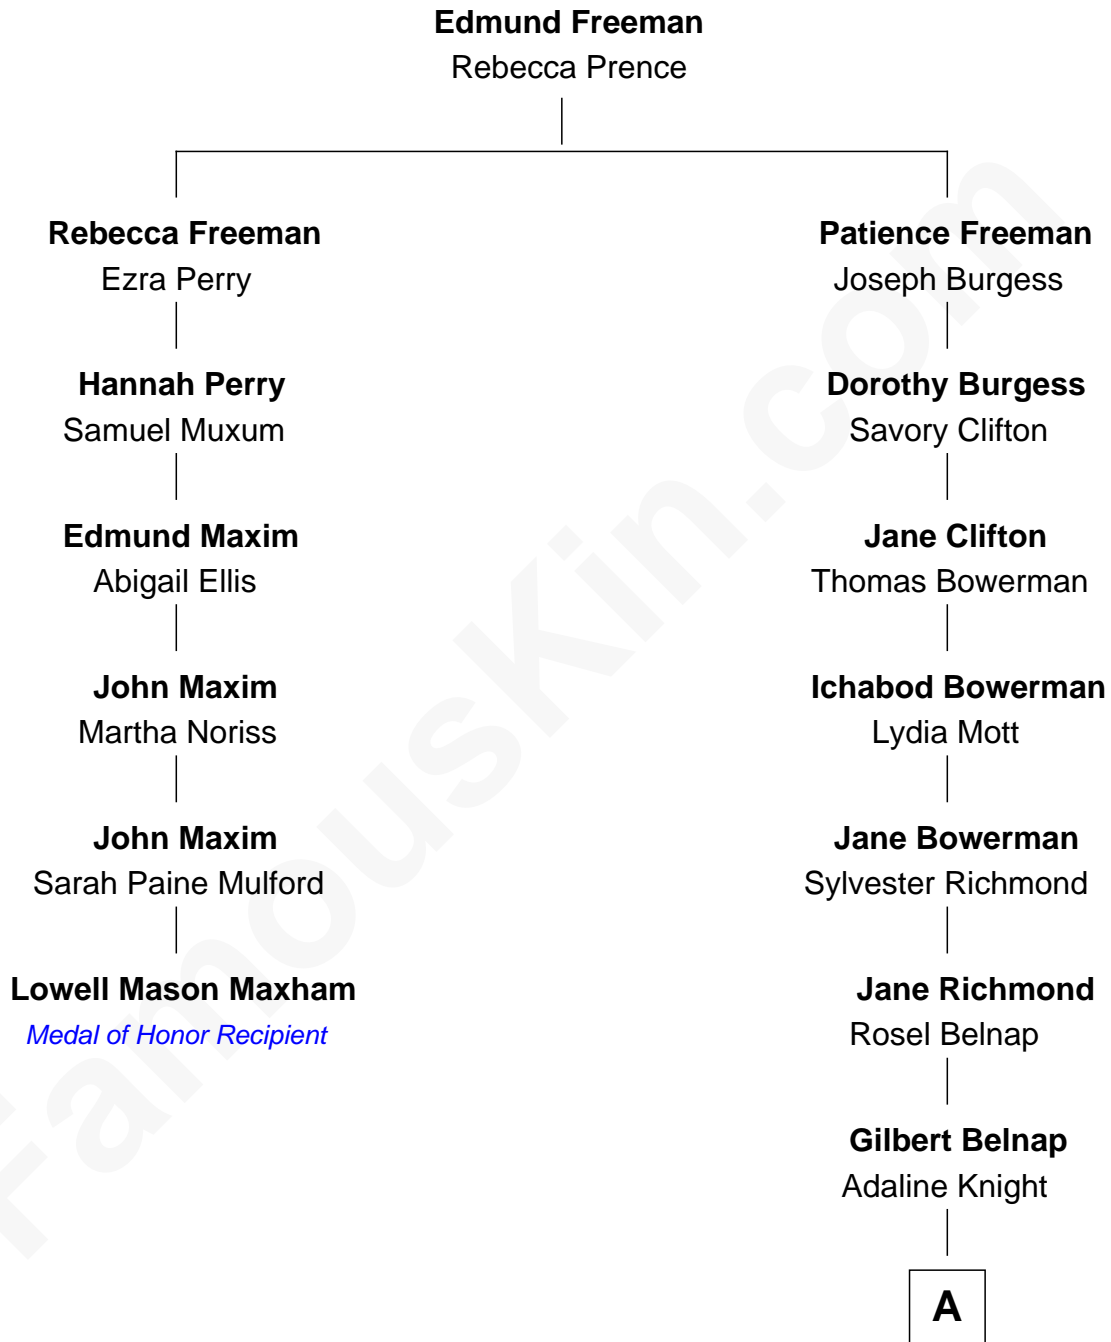 Edmund Freeman
Rebecca Prence
Rebecca Freeman
Ezra Perry
Patience Freeman
Joseph Burgess
Hannah Perry
Samuel Muxum
Dorothy Burgess
Savory Clifton
Edmund Maxim
Abigail Ellis
Jane Clifton
Thomas Bowerman
John Maxim
Martha Noriss
Ichabod Bowerman
Lydia Mott
John Maxim
Sarah Paine Mulford
Jane Bowerman
Sylvester Richmond
Lowell Mason Maxham
Medal of Honor Recipient
Jane Richmond
Rosel Belnap
Gilbert Belnap
Adaline Knight
A
FamousKin.com